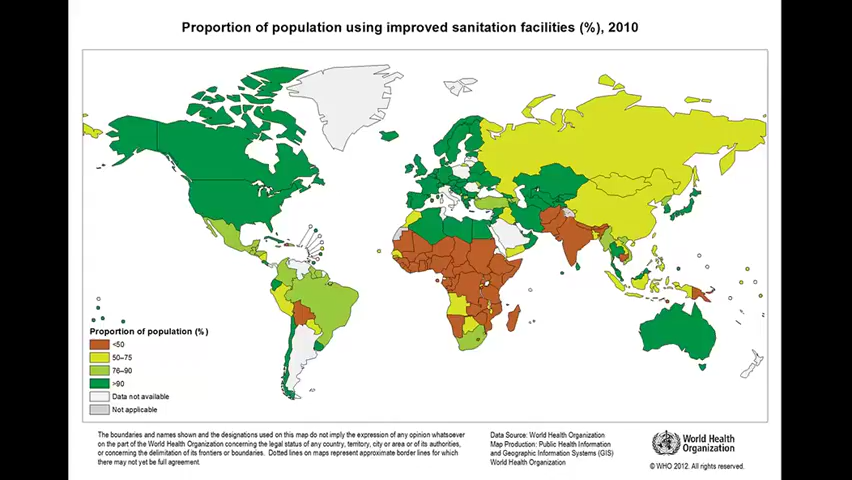 Proportion of population using improved sanitation facilities (%), 2010
Proportion of population (%)
<50
50–75
76–90
>90
Data not available
Not applicable
The boundaries and names shown and the designations used on this map do not imply the expression of any opinion whatsoever
on the part of the World Health Organization concerning the legal status of any country, territory, city or area or of its authorities,
or concerning the delimitation of its frontiers or boundaries. Dotted lines on maps represent approximate border lines for which
there may not yet be full agreement.
Data Source: World Health Organization
Map Production: Public Health Information
and Geographic Information Systems (GIS)
World Health Organization
World Health
Organization
© WHO 2012. All rights reserved.